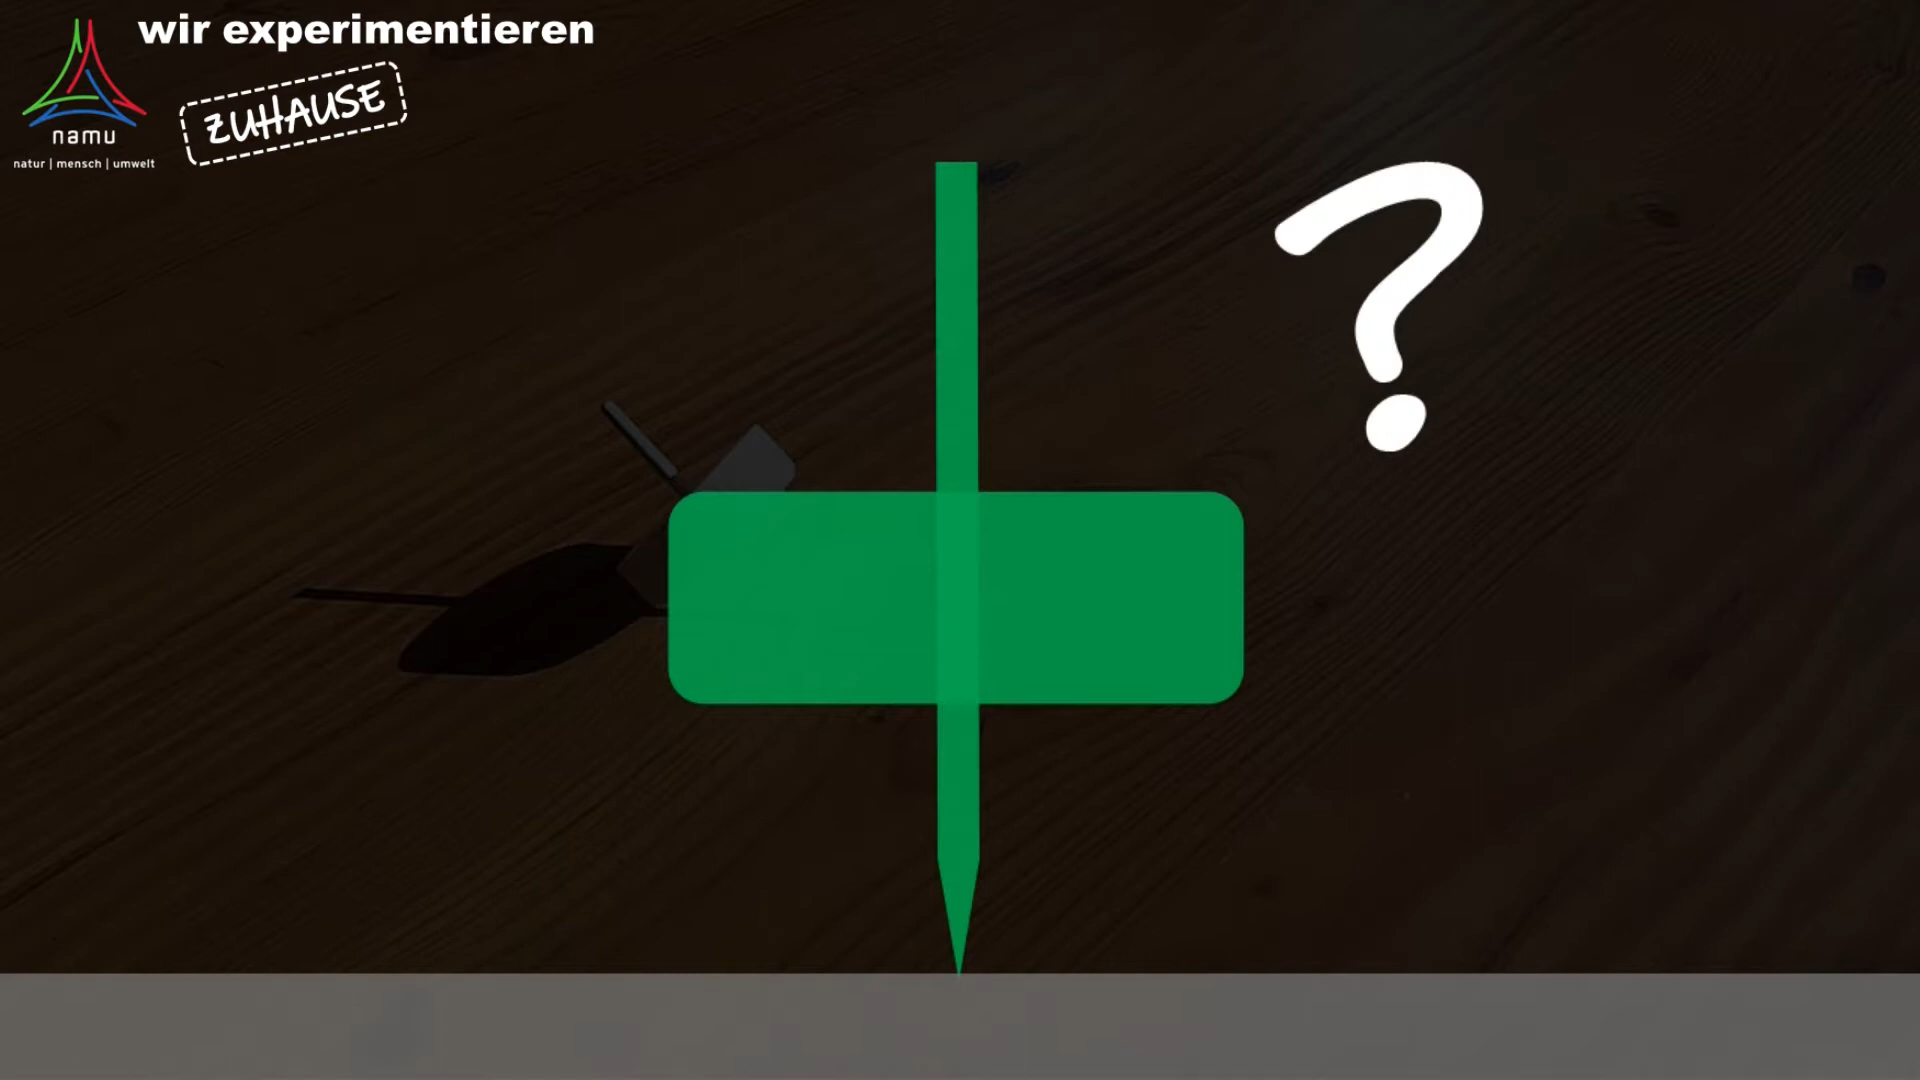 wir experimentieren
ZUHAUSE
namu
natur | mensch | umwelt
?